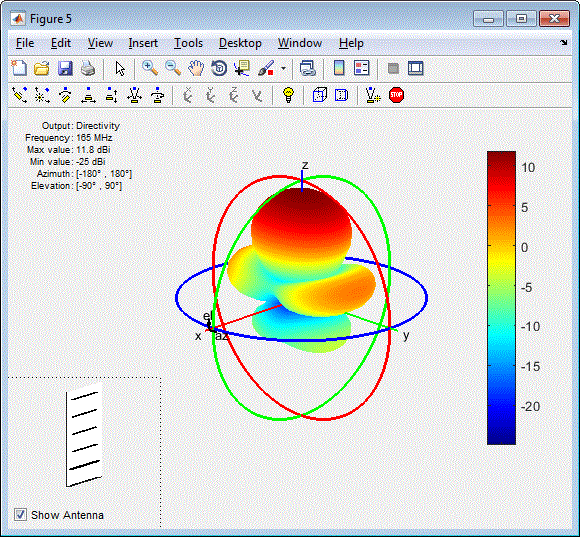 Figure 5
File Edit View Insert Tools Desktop Window Help
Output: Directivity
Frequency: 165 MHz
Max value: 11.8 dBi
Min value: -25 dBi
Azimuth: [-180° , 180°]
Elevation: [-90° , 90°]
z
el
x az
y
10
5
0
-5
-10
-15
-20
Show Antenna
STOP